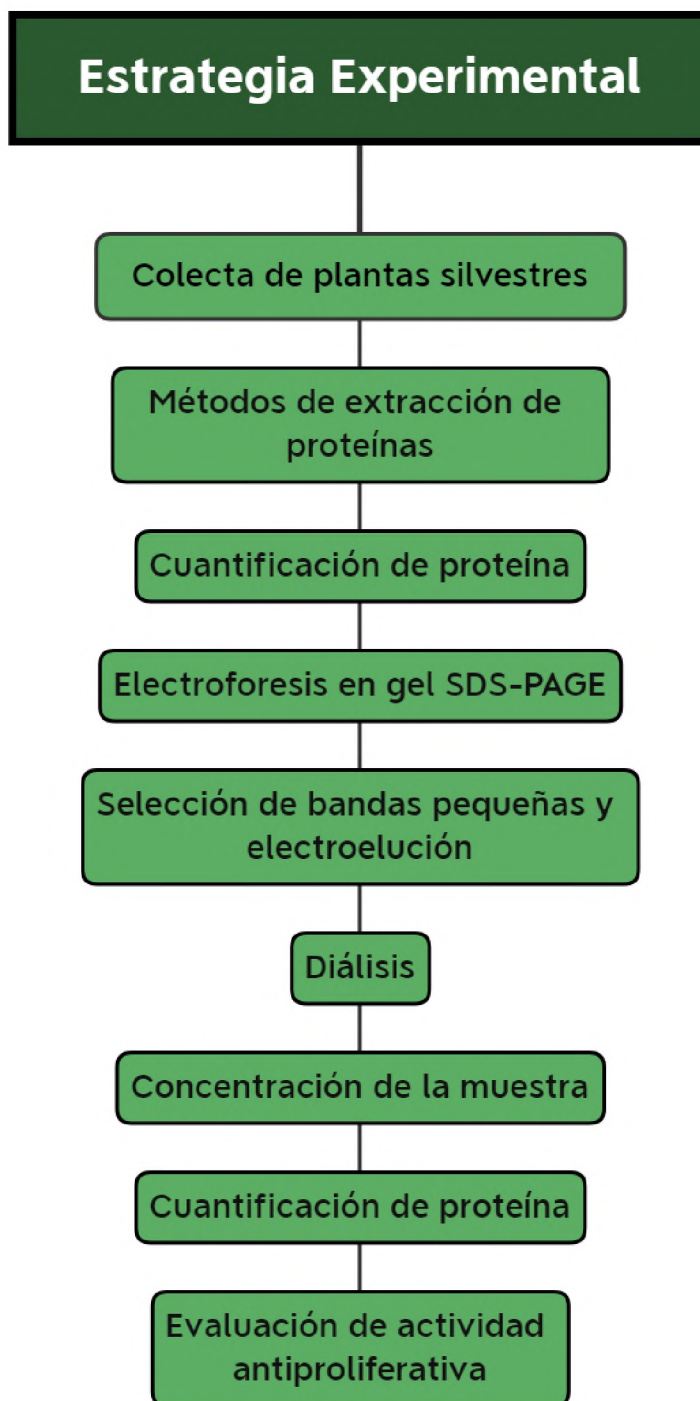 Estrategia Experimental
Colecta de plantas silvestres
Métodos de extracción de
proteínas
Cuantificación de proteína
Electroforesis en gel SDS-PAGE
Selección de bandas pequeñas y
electroelución
Diálisis
Concentración de la muestra
Cuantificación de proteína
Evaluación de actividad
antiproliferativa